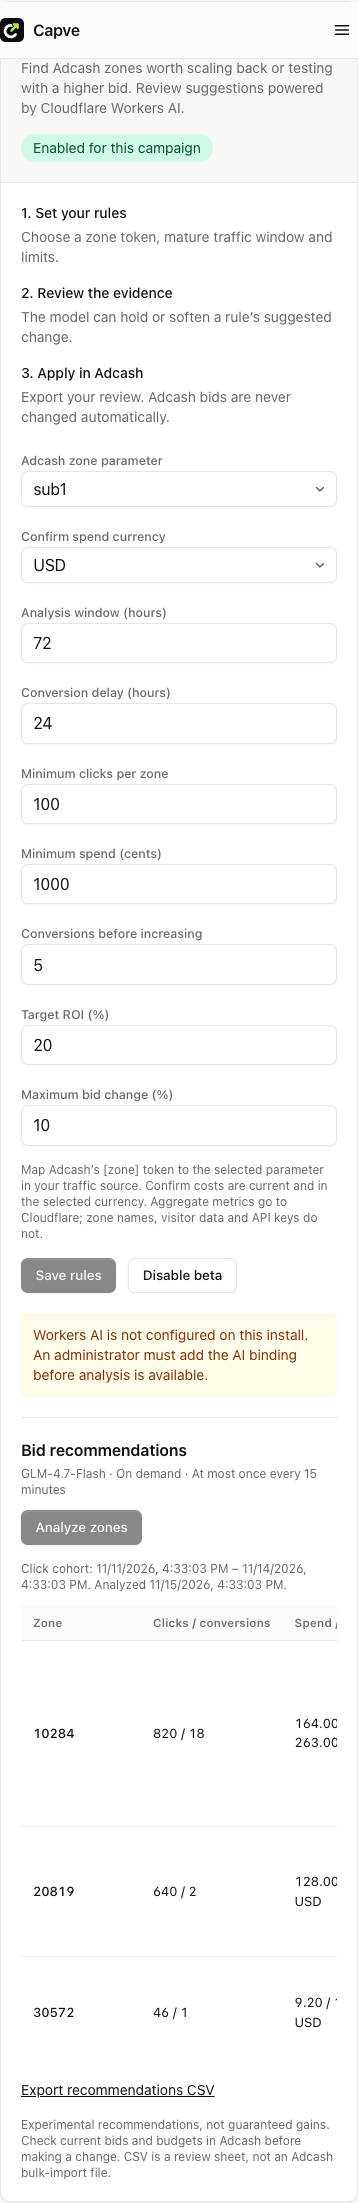 Capve
Find Adcash zones worth scaling back or testing
with a higher bid. Review suggestions powered
by Cloudflare Workers AI.
Enabled for this campaign
1. Set your rules
Choose a zone token, mature traffic window and
limits.
2. Review the evidence
The model can hold or soften a rule's suggested
change.
3. Apply in Adcash
Export your review. Adcash bids are never
changed automatically.
Adcash zone parameter
sub1
Confirm spend currency
USD
Analysis window (hours)
72
Conversion delay (hours)
24
Minimum clicks per zone
100
Minimum spend (cents)
1000
Conversions before increasing
5
Target ROI (%)
20
Maximum bid change (%)
10
Map Adcash's [zone] token to the selected parameter
in your traffic source. Confirm costs are current and in
the selected currency. Aggregate metrics go to
Cloudflare; zone names, visitor data and API keys do
not.
Save rules Disable beta
Workers AI is not configured on this install.
An administrator must add the AI binding
before analysis is available.
Bid recommendations
GLM-4.7-Flash · On demand · At most once every 15
minutes
Analyze zones
Click cohort: 11/11/2026, 4:33:03 PM – 11/14/2026,
4:33:03 PM. Analyzed 11/15/2026, 4:33:03 PM.
Zone Clicks / conversions Spend /
10284 820 / 18 164.00
263.00
20819 640 / 2 128.00
USD
30572 46 / 1 9.20 /
USD
Export recommendations CSV
Experimental recommendations, not guaranteed gains.
Check current bids and budgets in Adcash before
making a change. CSV is a review sheet, not an Adcash
bulk-import file.